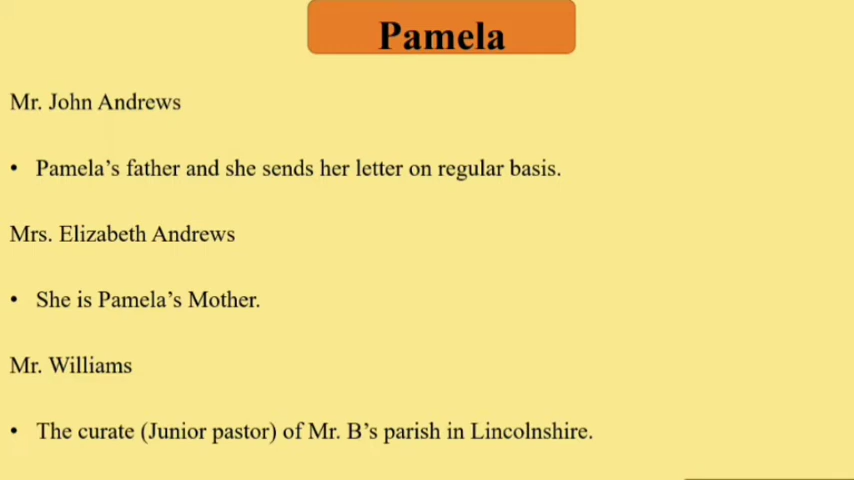 Pamela
Mr. John Andrews
• Pamela’s father and she sends her letter on regular basis.
Mrs. Elizabeth Andrews
• She is Pamela’s Mother.
Mr. Williams
• The curate (Junior pastor) of Mr. B’s parish in Lincolnshire.